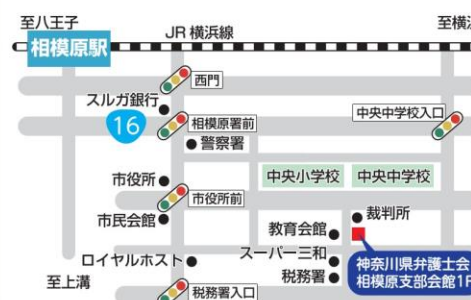 至八王子
JR 横浜線
至横浜
相模原駅
西門
スルガ銀行
16
相模原署前
中央中学校入口
警察署
市役所
中央小学校
中央中学校
市役所前
市民会館
裁判所
教育会館
ロイヤルホスト
スーパー三和
神奈川県弁護士会
至上溝
税務署
相模原支部会館1F
税務署入口